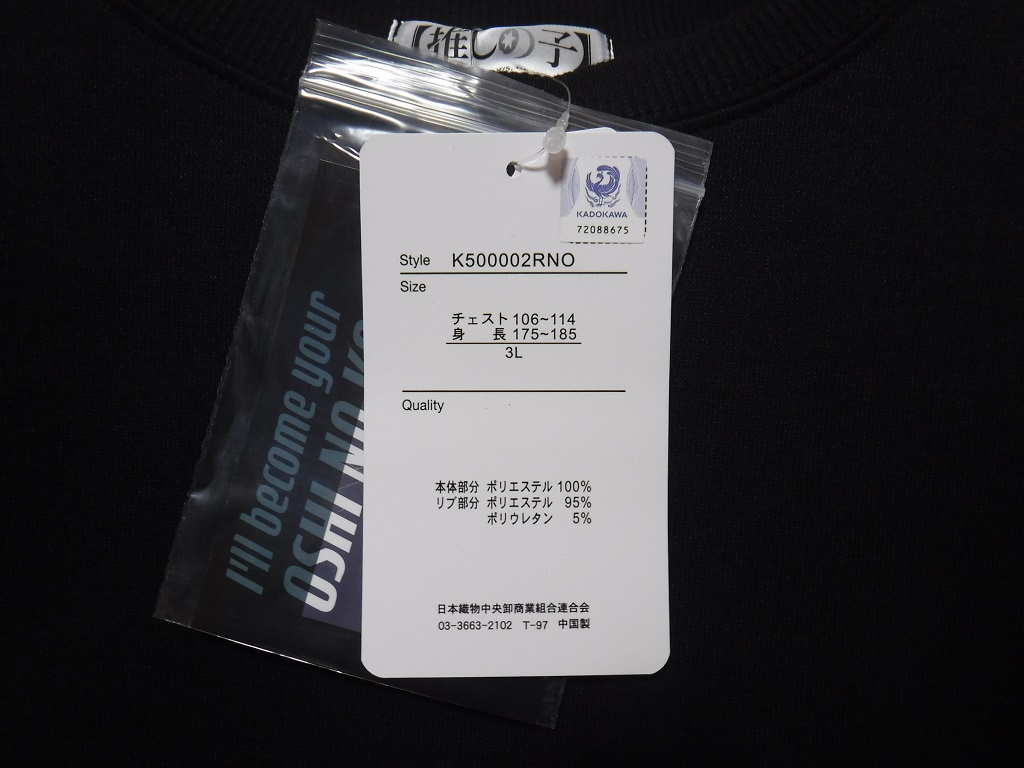 【推しの子】
KADOKAWA
72088675
Style K500002RNO
Size
チェスト 106~114
身 長 175~185
3L
Quality
本体部分 ポリエステル 100%
リブ部分 ポリエステル 95%
ポリウレタン 5%
日本織物中央卸商業組合連合会
03-3663-2102 T-97 中国製
I'll become your
OSHI NO K
OSHI NO